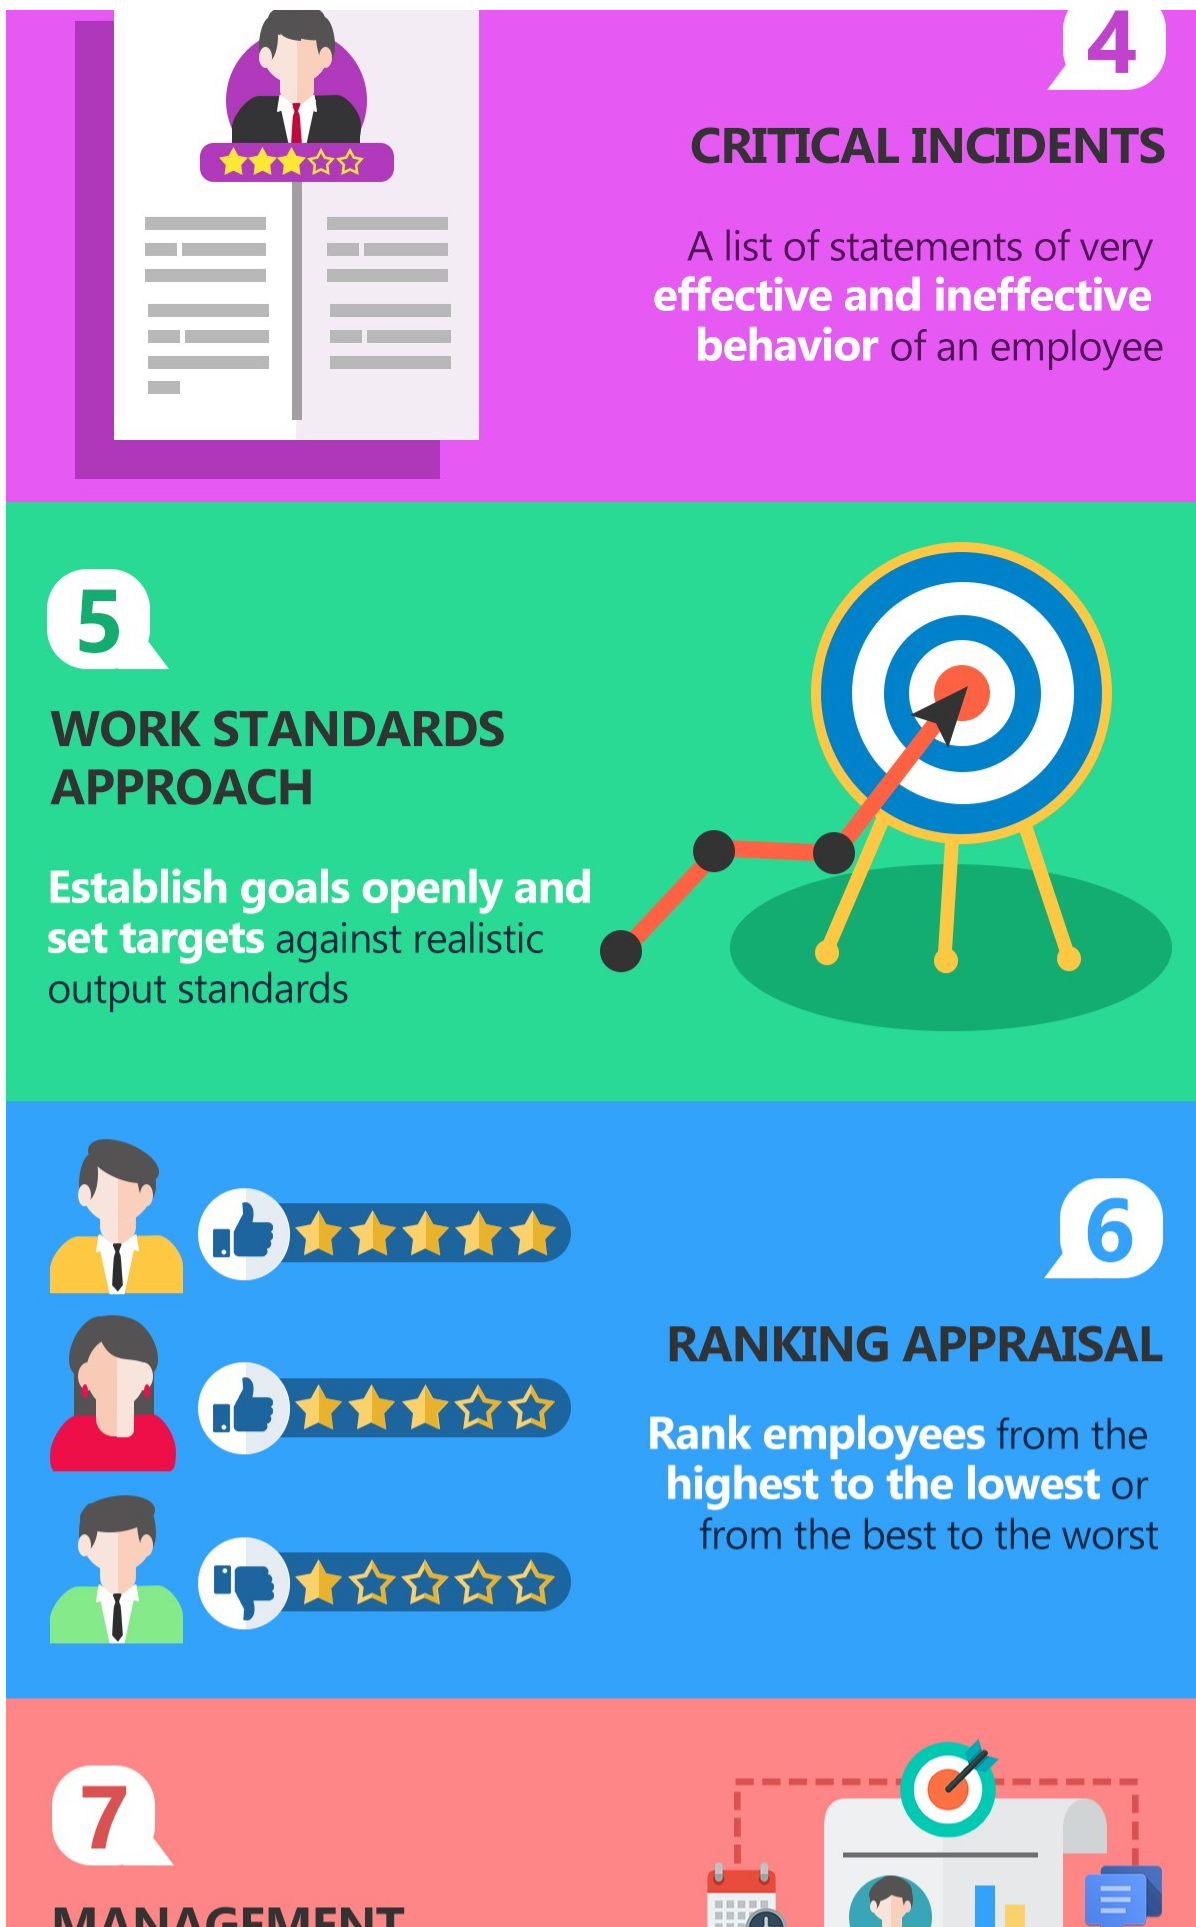 4
CRITICAL INCIDENTS
A list of statements of very
effective and ineffective
behavior of an employee
5
WORK STANDARDS
APPROACH
Establish goals openly and
set targets against realistic
output standards
6
RANKING APPRAISAL
Rank employees from the
highest to the lowest or
from the best to the worst
7
MANAGEMENT